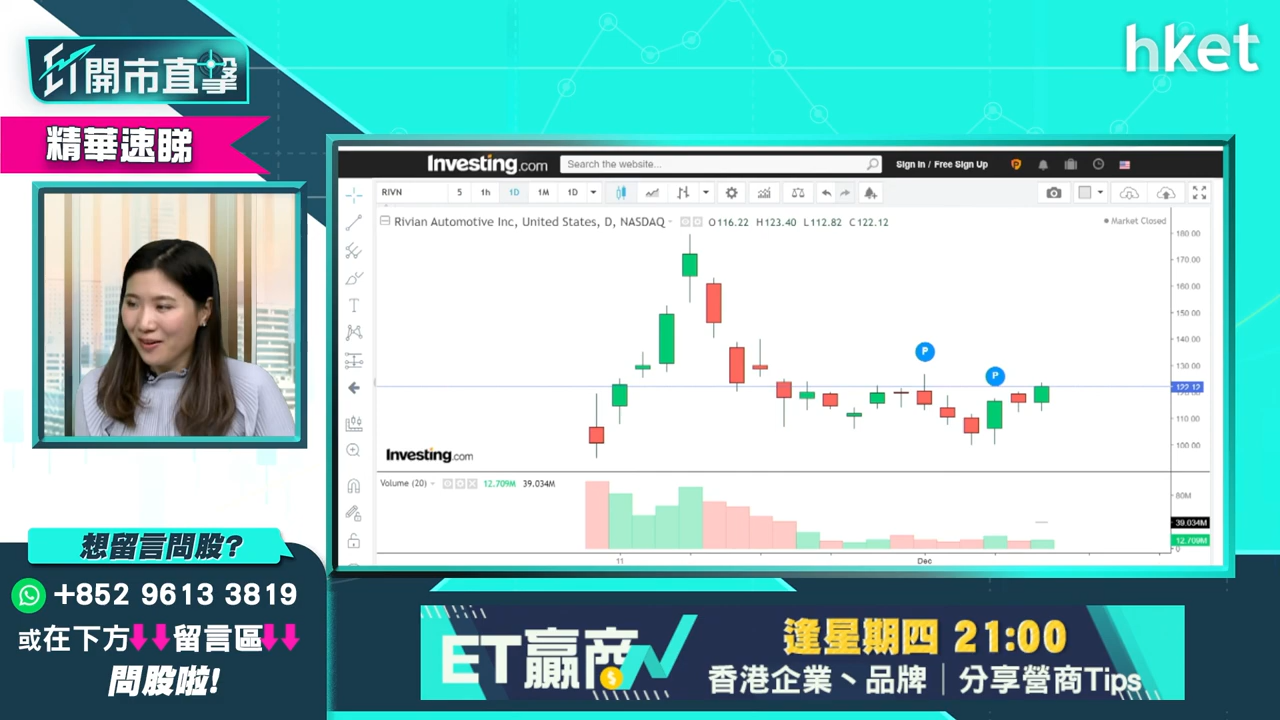 hket
ET開市直擊
精華速睇
Investing.com
Search the website...
Sign In / Free Sign Up
RIVN
5
1h
1D
1M
1D
Rivian Automotive Inc, United States, D, NASDAQ
O116.22 H123.40 L112.82 C122.12
Market Closed
180.00
170.00
160.00
150.00
140.00
130.00
122.12
120.00
110.00
100.00
P
P
Investing.com
Volume (20)
12.709M 39.034M
80M
39.034M
12.709M
0
11
Dec
想留言問股?
+852 9613 3819
或在下方留言區
問股啦!
ET贏商
逢星期四 21:00
香港企業、品牌｜分享營商Tips